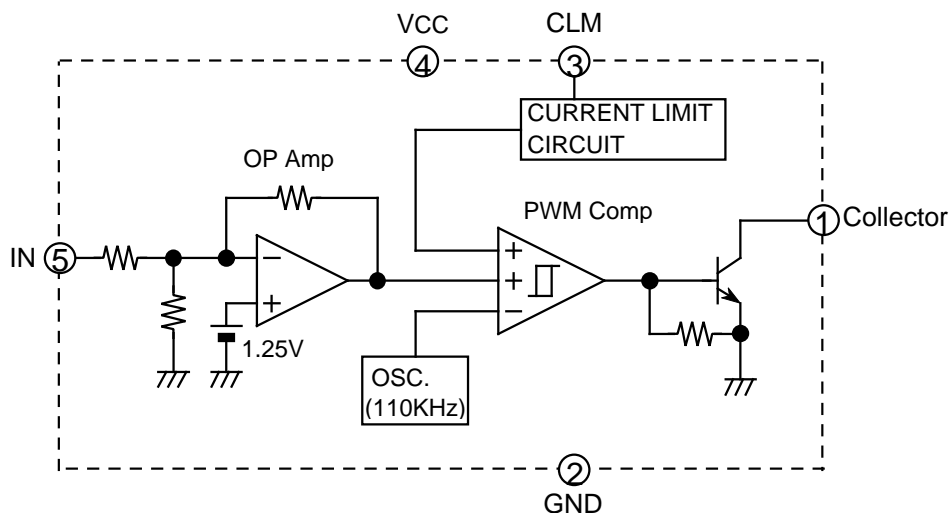 VCC
CLM
4
3
CURRENT LIMIT
CIRCUIT
OP Amp
PWM Comp
1
Collector
IN
5
−
+
+
+
−
1.25V
OSC.
(110KHz)
2
GND